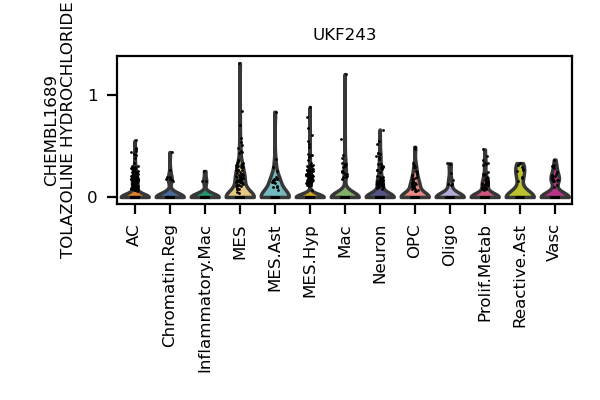 UKF243
CHEMBL1689
TOLAZOLINE HYDROCHLORIDE
1
0
AC
Chromatin.Reg
Inflammatory.Mac
MES
MES.Ast
MES.Hyp
Mac
Neuron
OPC
Oligo
Prolif.Metab
Reactive.Ast
Vasc